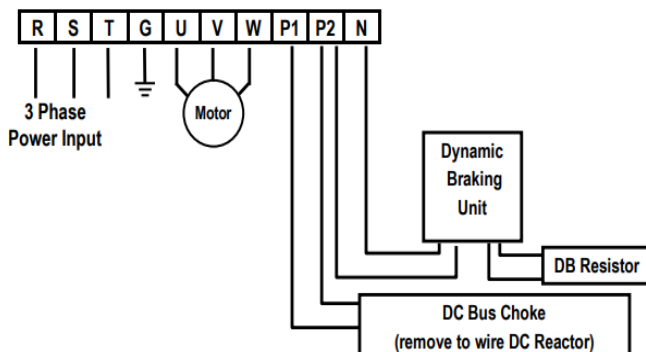 R S T G U V W P1 P2 N
3 Phase
Power Input
Motor
Dynamic
Braking
Unit
DB Resistor
DC Bus Choke
(remove to wire DC Reactor)